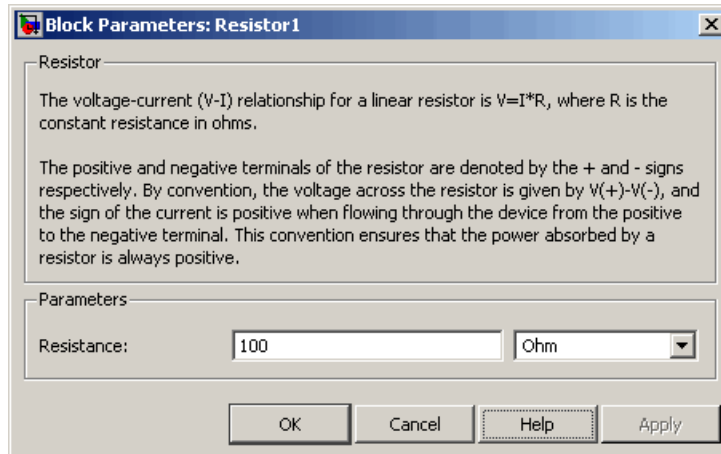 Block Parameters: Resistor1
Resistor
The voltage-current (V-I) relationship for a linear resistor is V=I*R, where R is the
constant resistance in ohms.
The positive and negative terminals of the resistor are denoted by the + and - signs
respectively. By convention, the voltage across the resistor is given by V(+)-V(-), and
the sign of the current is positive when flowing through the device from the positive
to the negative terminal. This convention ensures that the power absorbed by a
resistor is always positive.
Parameters
Resistance: 100 Ohm
OK Cancel Help Apply